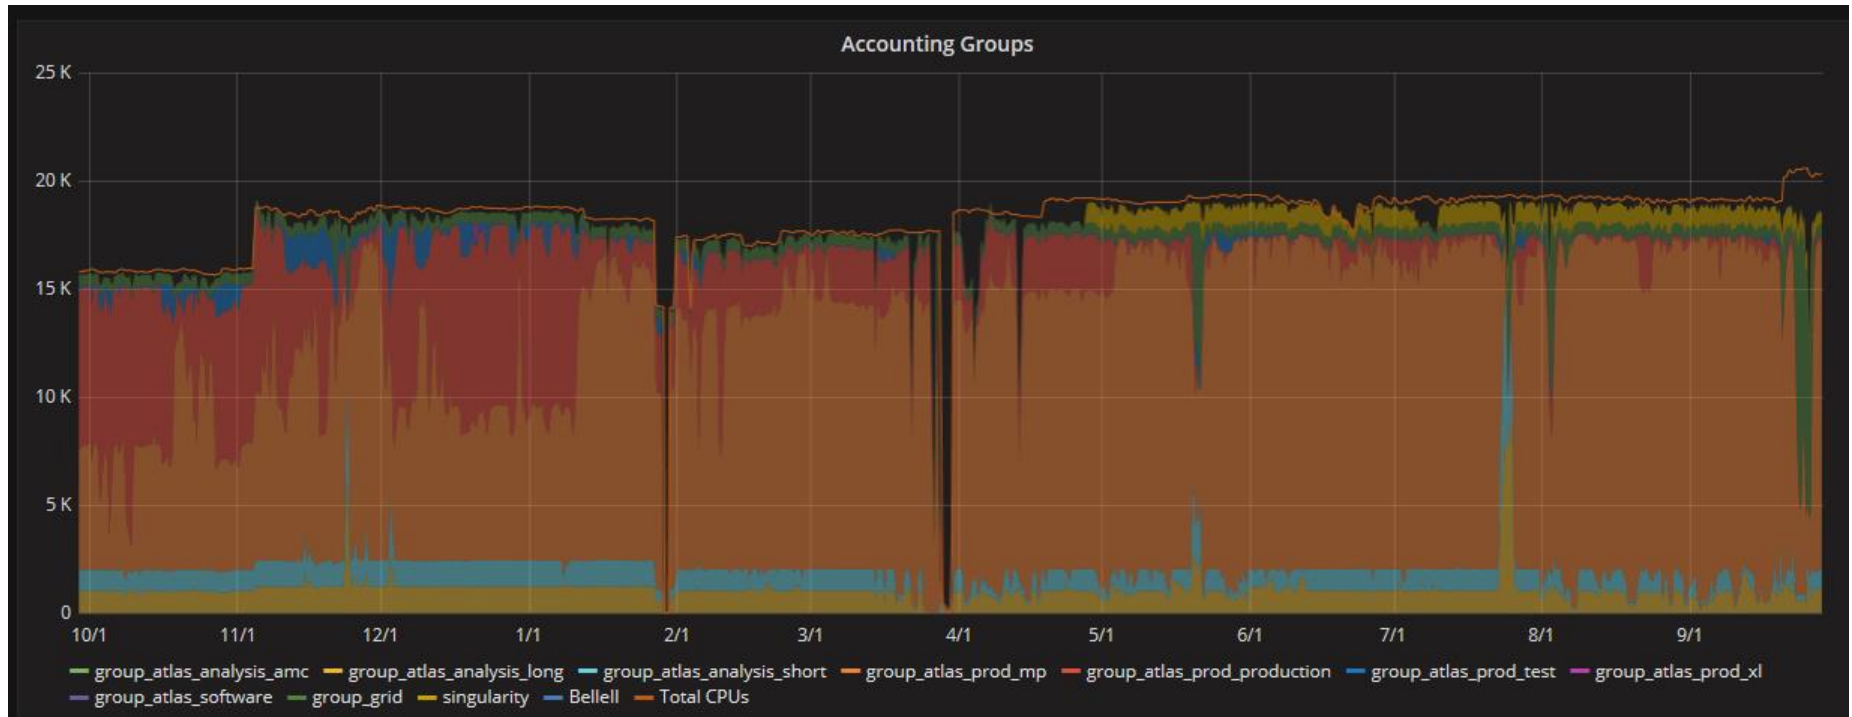 Accounting Groups
25 K
20 K
15 K
10 K
5 K
0
10/1 11/1 12/1 1/1 2/1 3/1 4/1 5/1 6/1 7/1 8/1 9/1
group_atlas_analysis_amc group_atlas_analysis_long group_atlas_analysis_short group_atlas_prod_mp group_atlas_prod_production group_atlas_prod_test group_atlas_prod_xl
group_atlas_software group_grid singularity BelleII Total CPUs